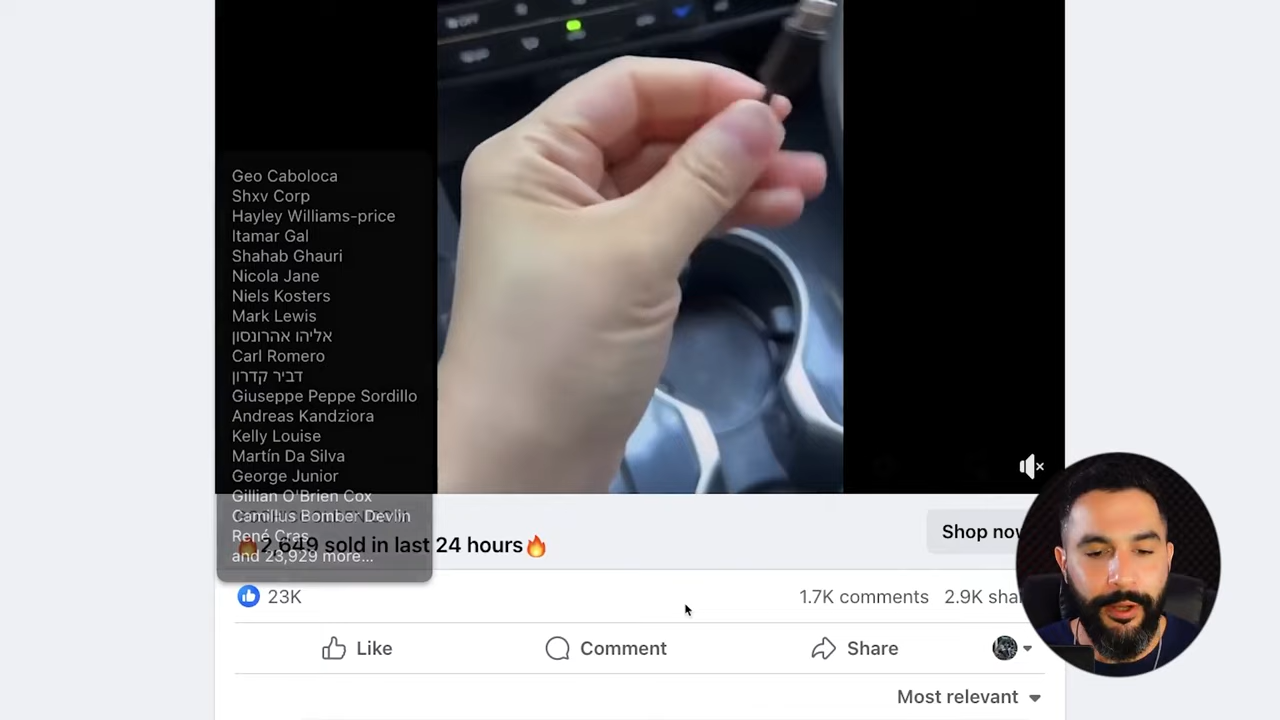 Geo Caboloca
Shxv Corp
Hayley Williams-price
Itamar Gal
Shahab Ghauri
Nicola Jane
Niels Kosters
Mark Lewis
אליהו אהרונסון
Carl Romero
דביר קדרון
Giuseppe Peppe Sordillo
Andreas Kandziora
Kelly Louise
Martín Da Silva
George Junior
Gillian O'Brien Cox
Camillus Bomber Devlin
René Cras
and 23,929 more...
🔥2,649 sold in last 24 hours🔥
Shop now
23K
1.7K comments 2.9K
Like Comment Share
Most relevant